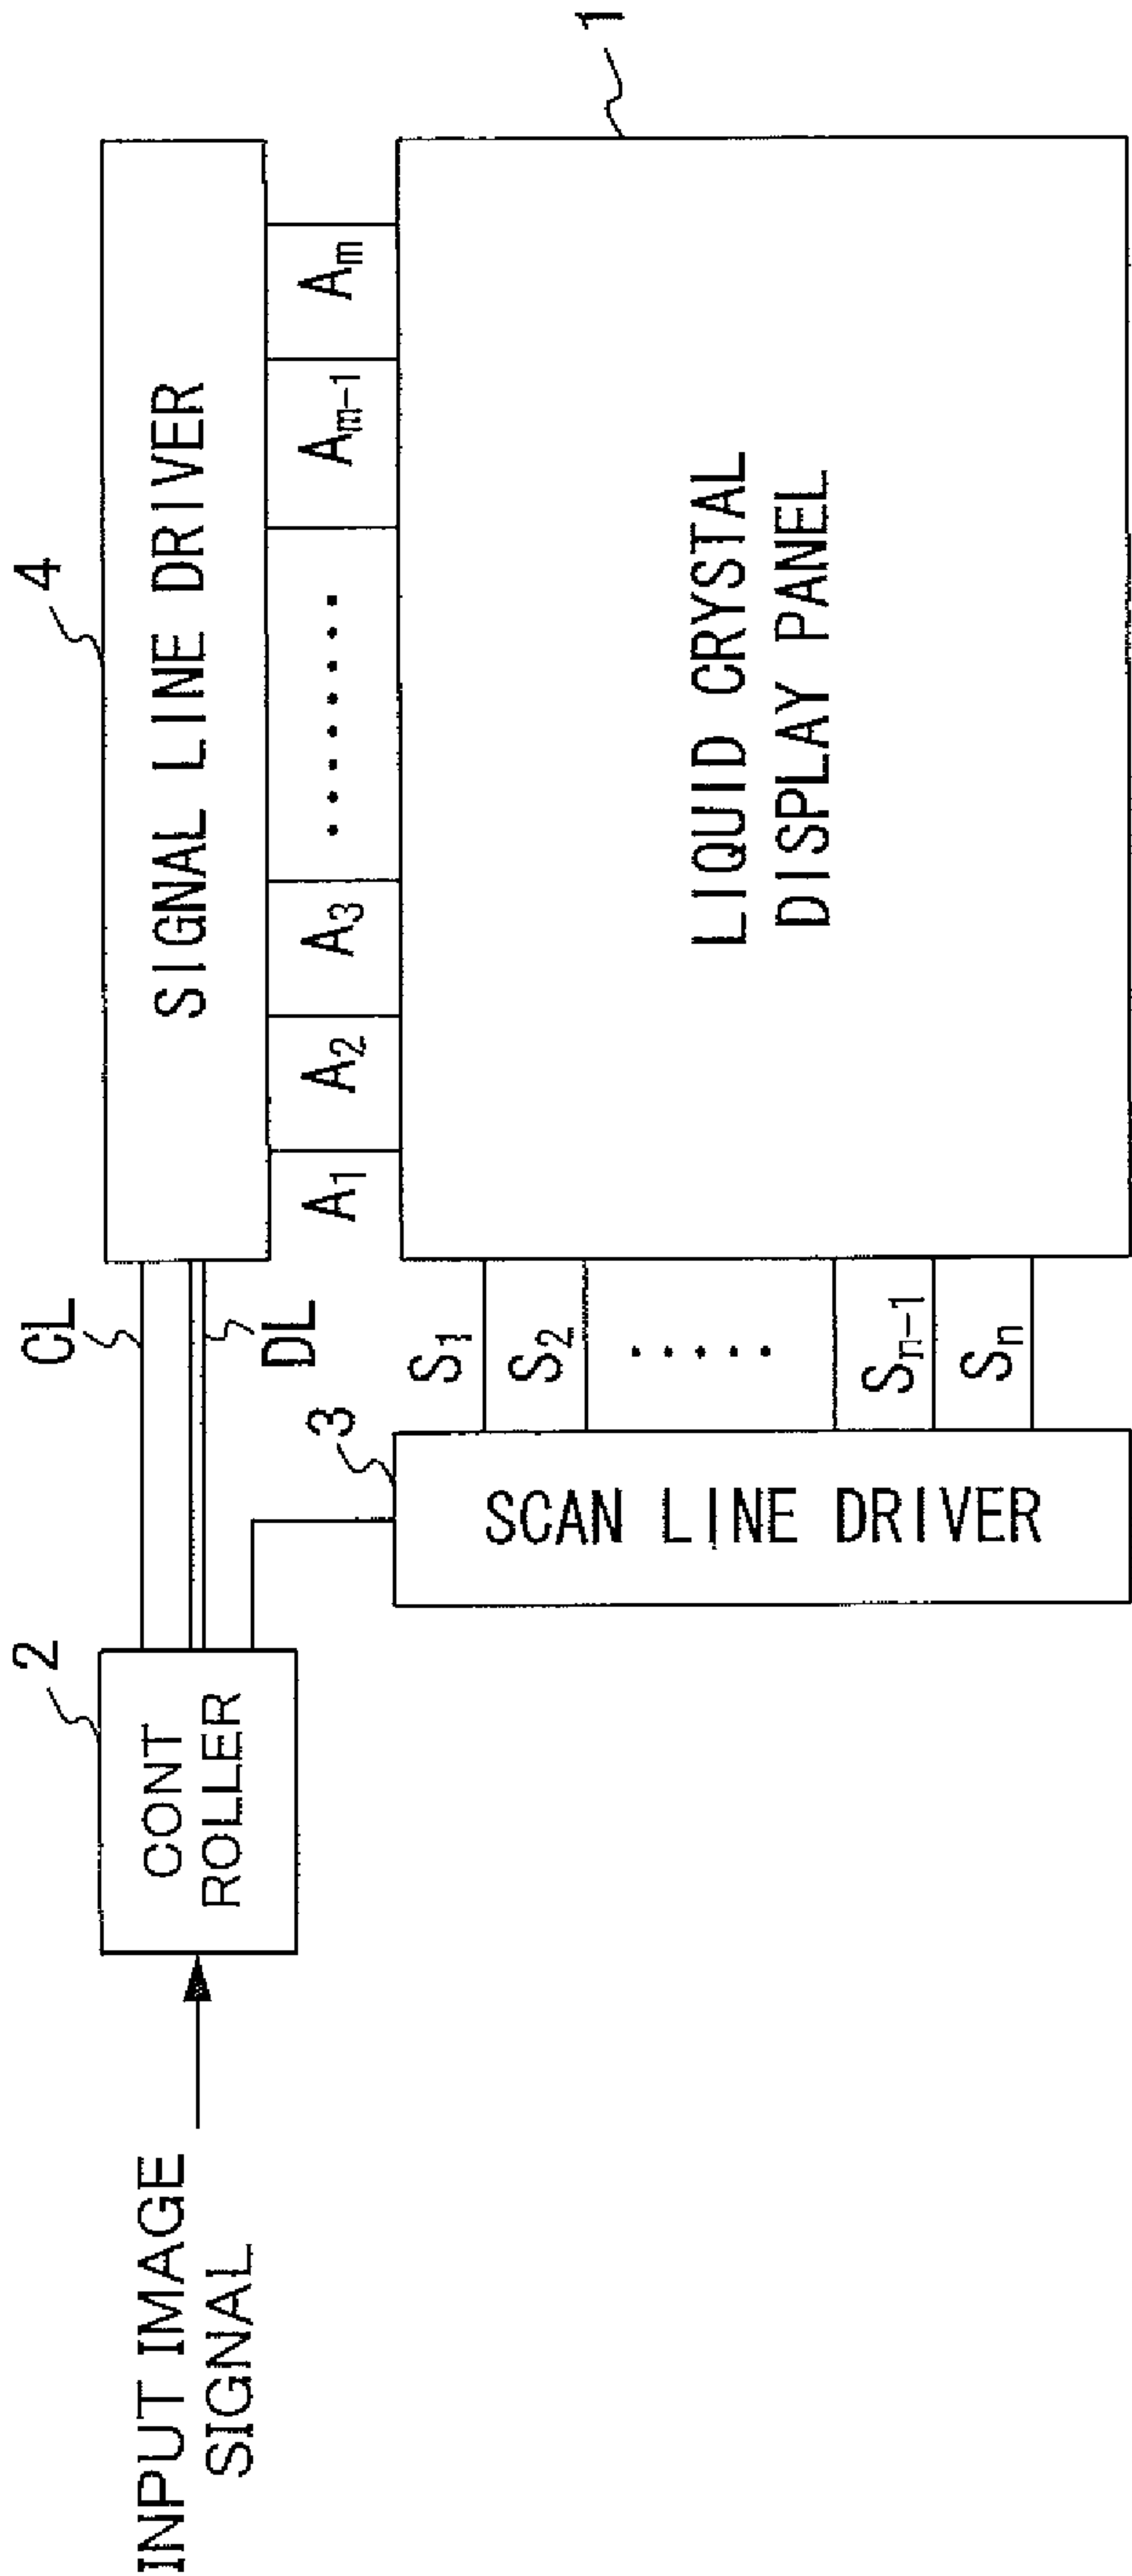 4
SIGNAL LINE DRIVER
CL
DL
2
CONT
ROLLER
INPUT IMAGE
SIGNAL
A1
A2
A3
········
Am-1
Am
3
SCAN LINE DRIVER
S1
S2
·····
Sn-1
Sn
1
LIQUID CRYSTAL
DISPLAY PANEL